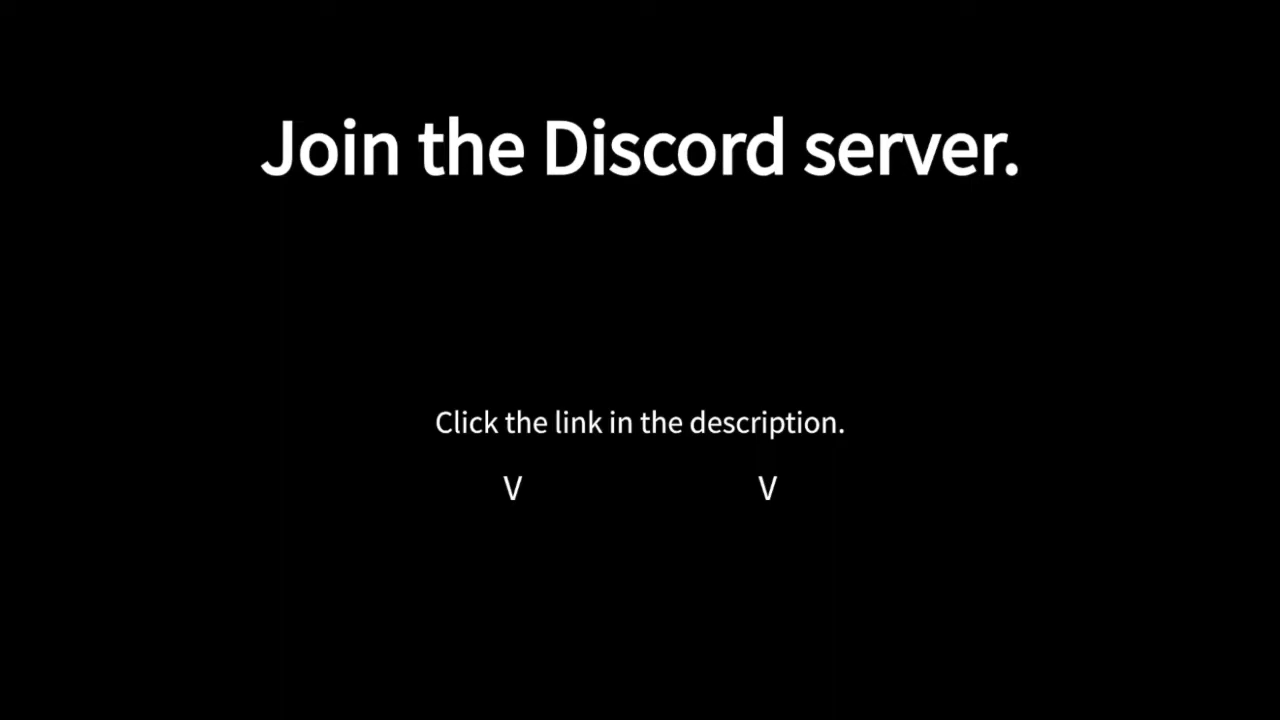 Join the Discord server.
Click the link in the description.
V V